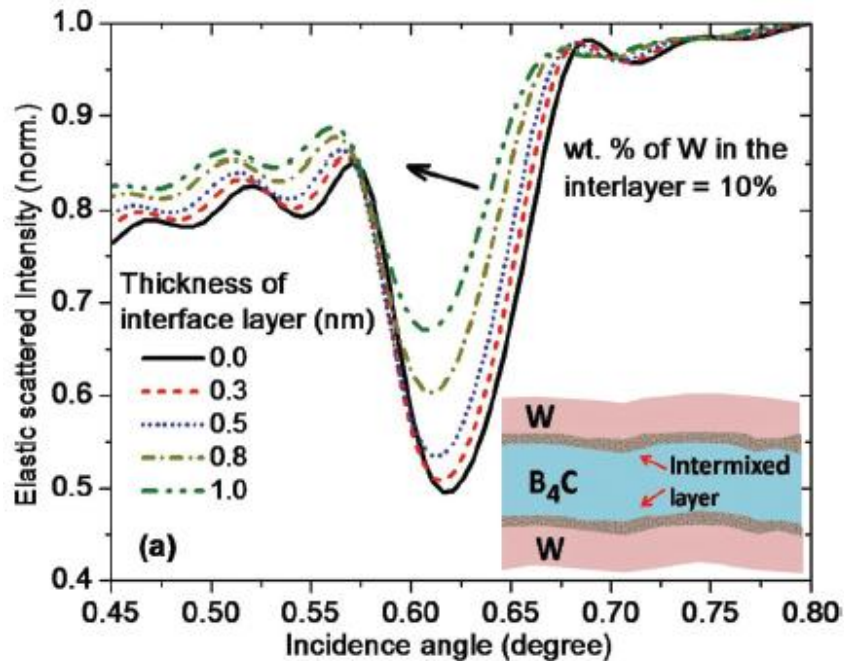 Elastic scattered Intensity (norm.)
1.0
0.9
0.8
0.7
0.6
0.5
0.4
wt. % of W in the
interlayer = 10%
Thickness of
interface layer (nm)
0.0
0.3
0.5
0.8
1.0
W
B₄C
Intermixed
layer
W
(a)
0.45 0.50 0.55 0.60 0.65 0.70 0.75 0.80
Incidence angle (degree)